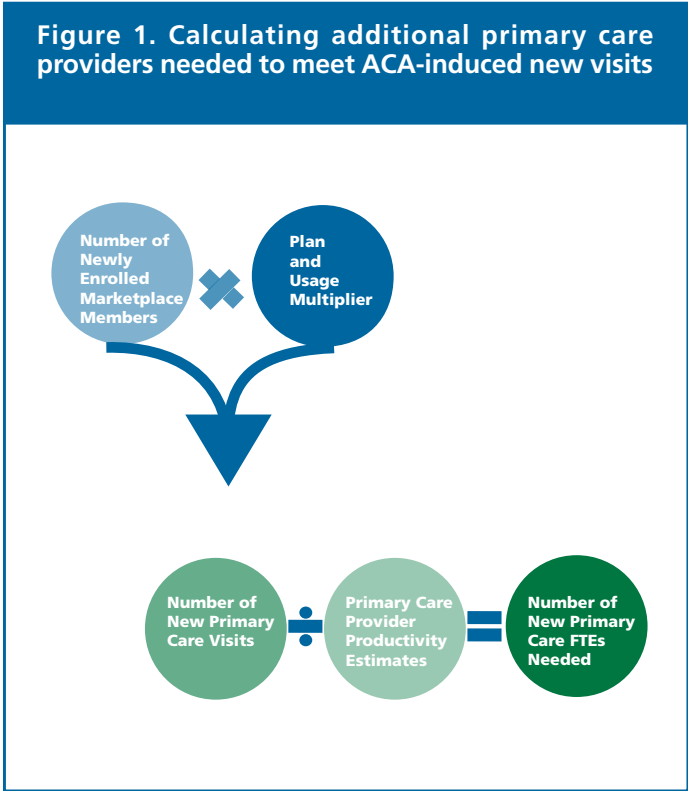 Figure 1. Calculating additional primary care
providers needed to meet ACA-induced new visits
Number of
Newly
Enrolled
Marketplace
Members
Plan
and
Usage
Multiplier
Number of
New Primary
Care Visits
Primary Care
Provider
Productivity
Estimates
Number of
New Primary
Care FTEs
Needed